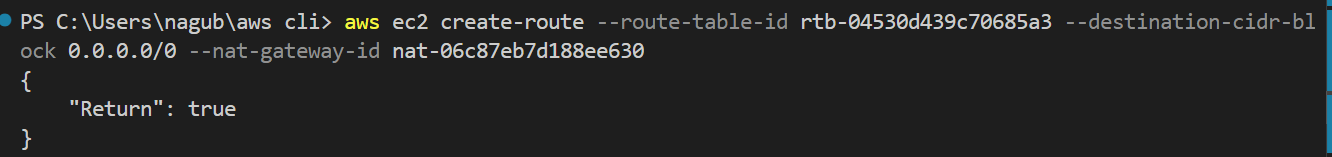 PS C:\Users\nagub\aws cli> aws ec2 create-route --route-table-id rtb-04530d439c70685a3 --destination-cidr-bl
ock 0.0.0.0/0 --nat-gateway-id nat-06c87eb7d188ee630
{
    "Return": true
}